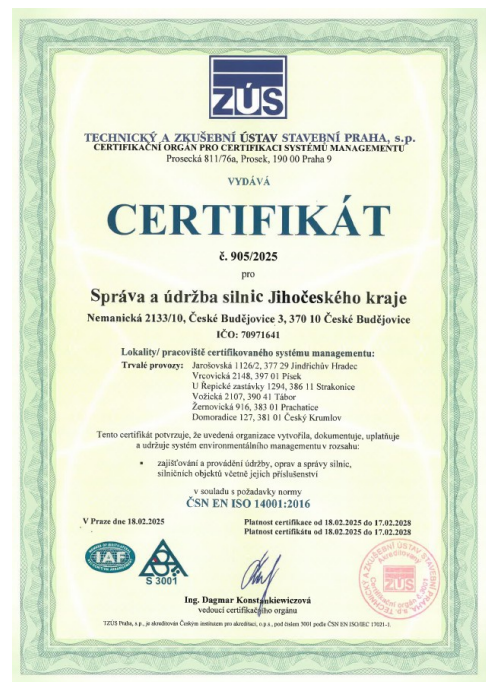 ZÚS
TECHNICKÝ A ZKUŠEBNÍ ÚSTAV STAVEBNÍ PRAHA, s.p.
CERTIFIKAČNÍ ORGÁN PRO CERTIFIKACI SYSTÉMŮ MANAGEMENTU
Prosecká 811/76a, Prosek, 190 00 Praha 9
VYDÁVÁ
CERTIFIKÁT
č. 905/2025
pro
Správa a údržba silnic Jihočeského kraje
Nemanická 2133/10, České Budějovice 3, 370 10 České Budějovice
IČO: 70971641
Lokality/ pracoviště certifikovaného systému managementu:
Trvalé provozy: Jarošovská 1126/2, 377 29 Jindřichův Hradec
Vrcovická 2148, 397 01 Písek
U Řepické zastávky 1294, 386 11 Strakonice
Vožická 2107, 390 41 Tábor
Žernovická 916, 383 01 Prachatice
Domoradice 127, 381 01 Český Krumlov
Tento certifikát potvrzuje, že uvedená organizace vytvořila, dokumentuje, uplatňuje
a udržuje systém environmentálního managementu v rozsahu:
• zajišťování a provádění údržby, oprav a správy silnic,
silničních objektů včetně jejich příslušenství
v souladu s požadavky normy
ČSN EN ISO 14001:2016
V Praze dne 18.02.2025
Platnost certifikace od 18.02.2025 do 17.02.2028
Platnost certifikátu od 18.02.2025 do 17.02.2028
IAF
S 3001
Ing. Dagmar Konstankiewiczová
vedoucí certifikačního orgánu
TECHNICKÝ A ZKUŠEBNÍ ÚSTAV STAVEBNÍ PRAHA, s.p.
Akreditovaný
ZÚS
Certifikační orgán
TZÚS Praha, s.p., je akreditován Českým institutem pro akreditaci, o.p.s., pod číslem 3001 podle ČSN EN ISO/IEC 17021-1.